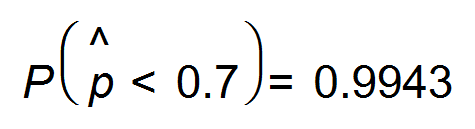 P(p̂ < 0.7) = 0.9943